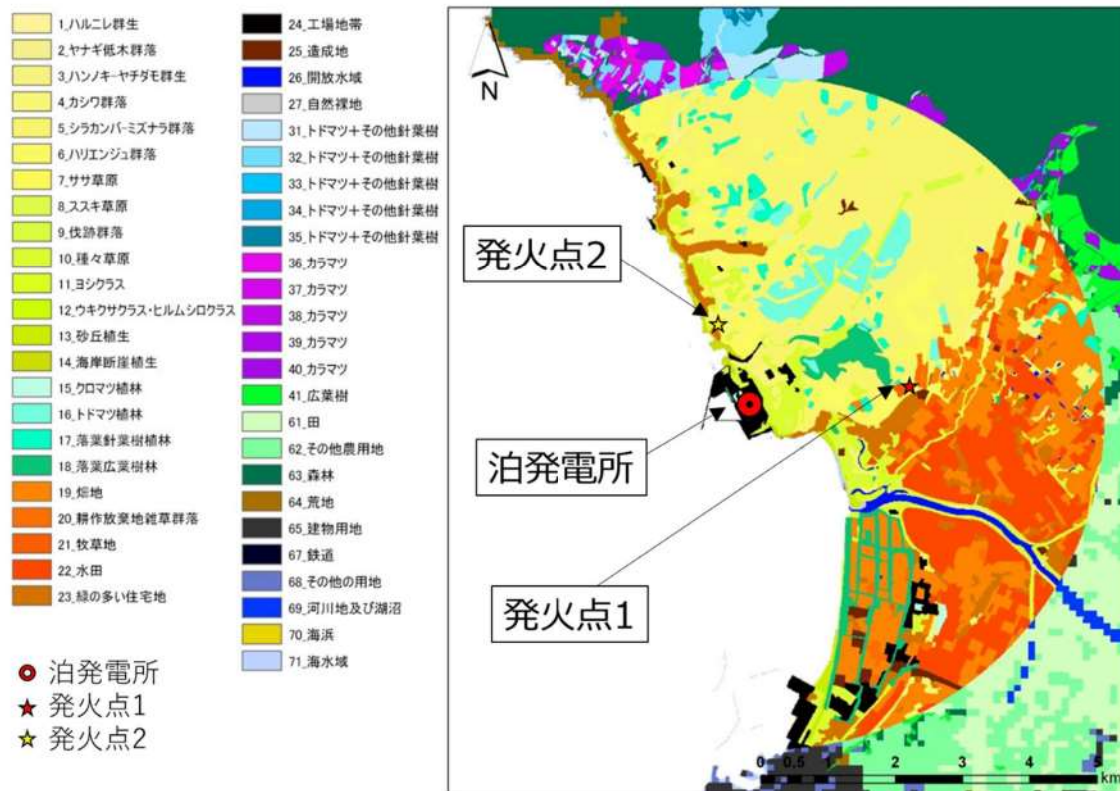 1_ハルニレ群生
2_ヤナギ低木群落
3_ハンノキ-ヤチダモ群生
4_カシワ群落
5_シラカンバ-ミズナラ群落
6_ハリエンジュ群落
7_ササ草原
8_ススキ草原
9_伐跡群落
10_種々草原
11_ヨシクラス
12_ウキクサクラス・ヒルムシロクラス
13_砂丘植生
14_海岸断崖植生
15_クロマツ植林
16_トドマツ植林
17_落葉針葉樹植林
18_落葉広葉樹林
19_畑地
20_耕作放棄地雑草群落
21_牧草地
22_水田
23_緑の多い住宅地
24_工場地帯
25_造成地
26_開放水域
27_自然裸地
31_トドマツ+その他針葉樹
32_トドマツ+その他針葉樹
33_トドマツ+その他針葉樹
34_トドマツ+その他針葉樹
35_トドマツ+その他針葉樹
36_カラマツ
37_カラマツ
38_カラマツ
39_カラマツ
40_カラマツ
41_広葉樹
61_田
62_その他農用地
63_森林
64_荒地
65_建物用地
67_鉄道
68_その他の用地
69_河川地及び湖沼
70_海浜
71_海水域
泊発電所
発火点1
発火点2
N
発火点2
泊発電所
発火点1
0 0.5 1 2 3 4 5
km